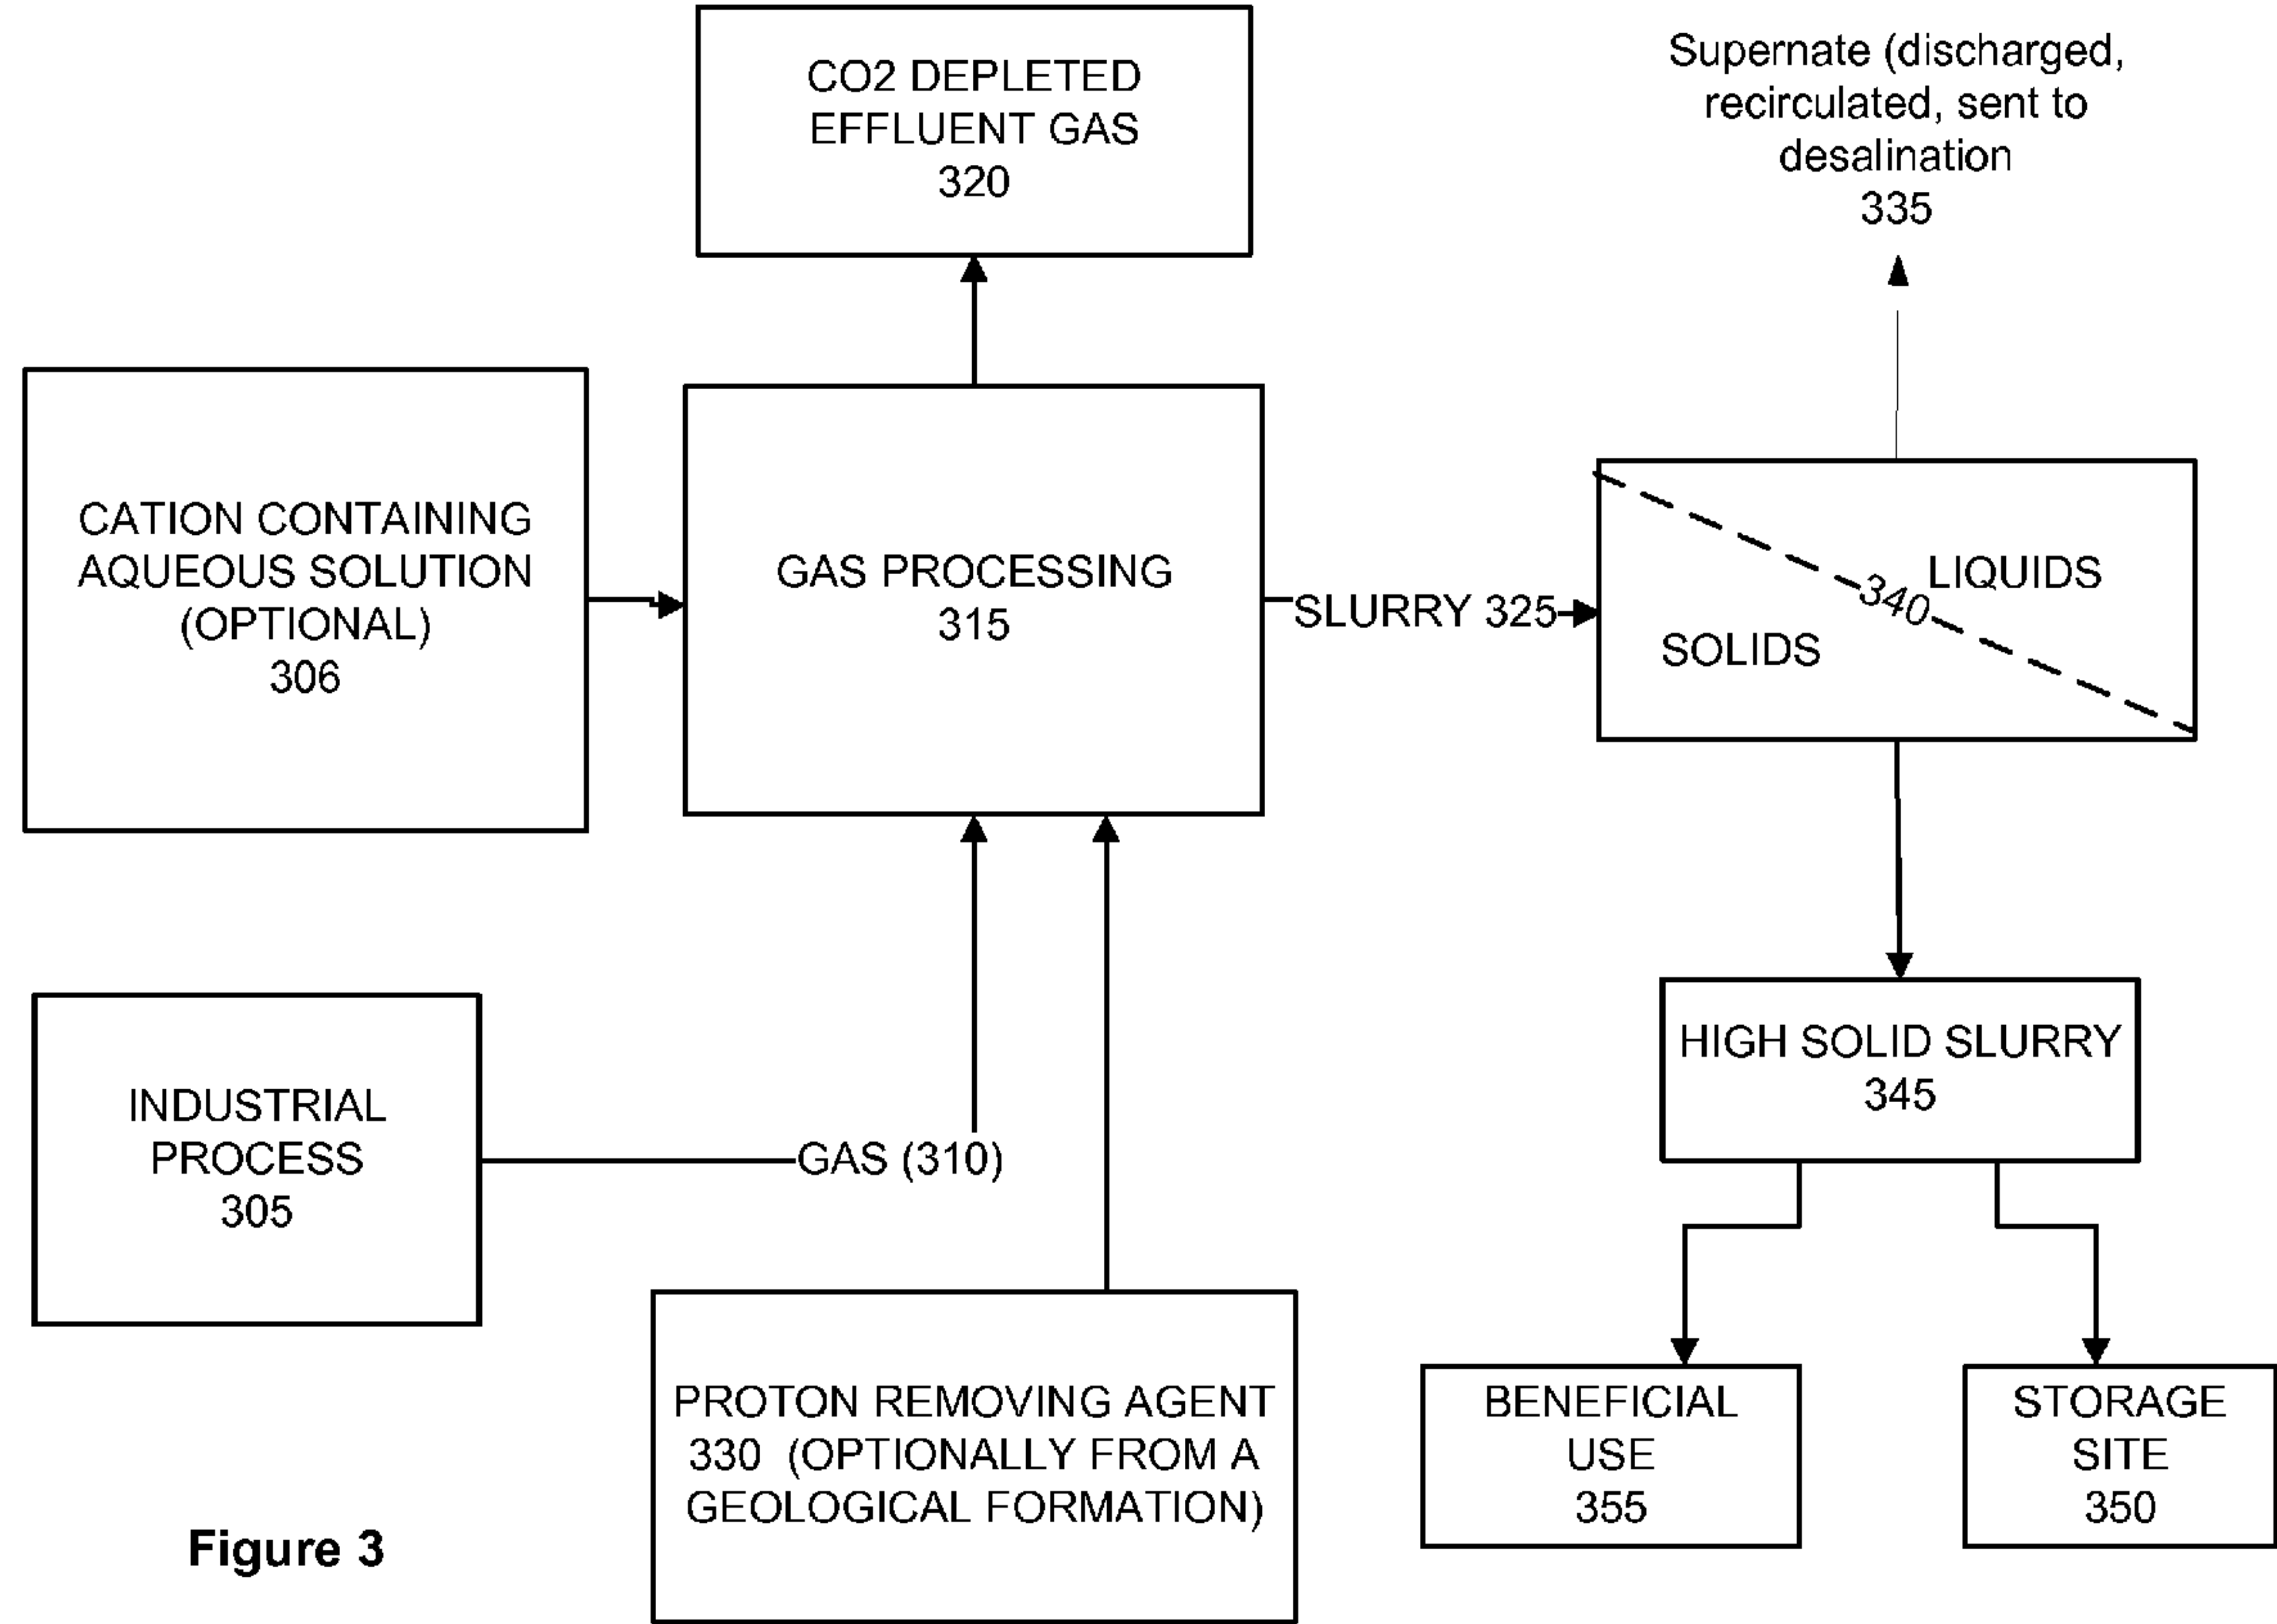 CO2 DEPLETED
EFFLUENT GAS
320
Supernate (discharged,
recirculated, sent to
desalination
335
CATION CONTAINING
AQUEOUS SOLUTION
(OPTIONAL)
306
GAS PROCESSING
315
SLURRY 325
LIQUIDS
340
SOLIDS
HIGH SOLID SLURRY
345
INDUSTRIAL
PROCESS
305
GAS (310)
PROTON REMOVING AGENT
330 (OPTIONALLY FROM A
GEOLOGICAL FORMATION)
BENEFICIAL
USE
355
STORAGE
SITE
350
Figure 3